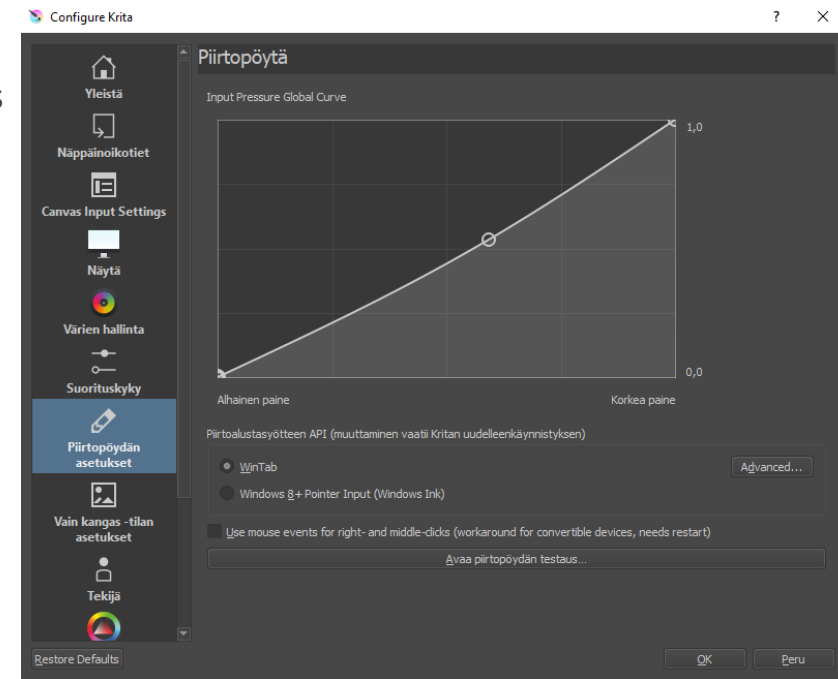 Configure Krita
?
s
Yleistä
Näppäinoikotiet
Canvas Input Settings
Näytä
Värien hallinta
Suorituskyky
Piirtopöydän
asetukset
Vain kangas -tilan
asetukset
Tekijä
Restore Defaults
Piirtopöytä
Input Pressure Global Curve
1,0
0,0
Alhainen paine
Korkea paine
Piirtoalustasyötteen API (muuttaminen vaatii Kritan uudelleenkäynnistyksen)
WinTab
Advanced...
Windows 8+ Pointer Input (Windows Ink)
Use mouse events for right- and middle-clicks (workaround for convertible devices, needs restart)
Avaa piirtopöydän testaus...
OK
Peru